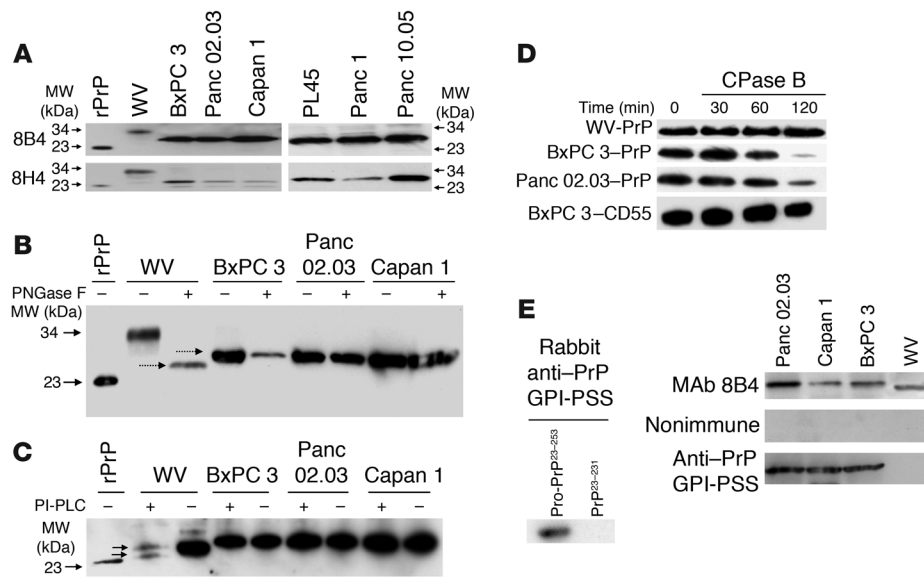 A
MW
(kDa)
rPrP
WV
BxPC 3
Panc 02.03
Capan 1
PL45
Panc 1
Panc 10.05
MW
(kDa)
8B4
34
23
34
23
8H4
34
23
34
23
B
rPrP
WV
BxPC 3
Panc
02.03
Capan 1
PNGase F – – + – + – + – +
MW (kDa)
34
23
C
rPrP
WV
BxPC 3
Panc
02.03
Capan 1
PI-PLC – + – + – + – + –
MW
(kDa)
23
D
CPase B
Time (min) 0 30 60 120
WV-PrP
BxPC 3–PrP
Panc 02.03–PrP
BxPC 3–CD55
E
Rabbit
anti–PrP
GPI-PSS
Pro-PrP23–253
PrP23–231
Panc 02.03
Capan 1
BxPC 3
WV
MAb 8B4
Nonimmune
Anti–PrP
GPI-PSS